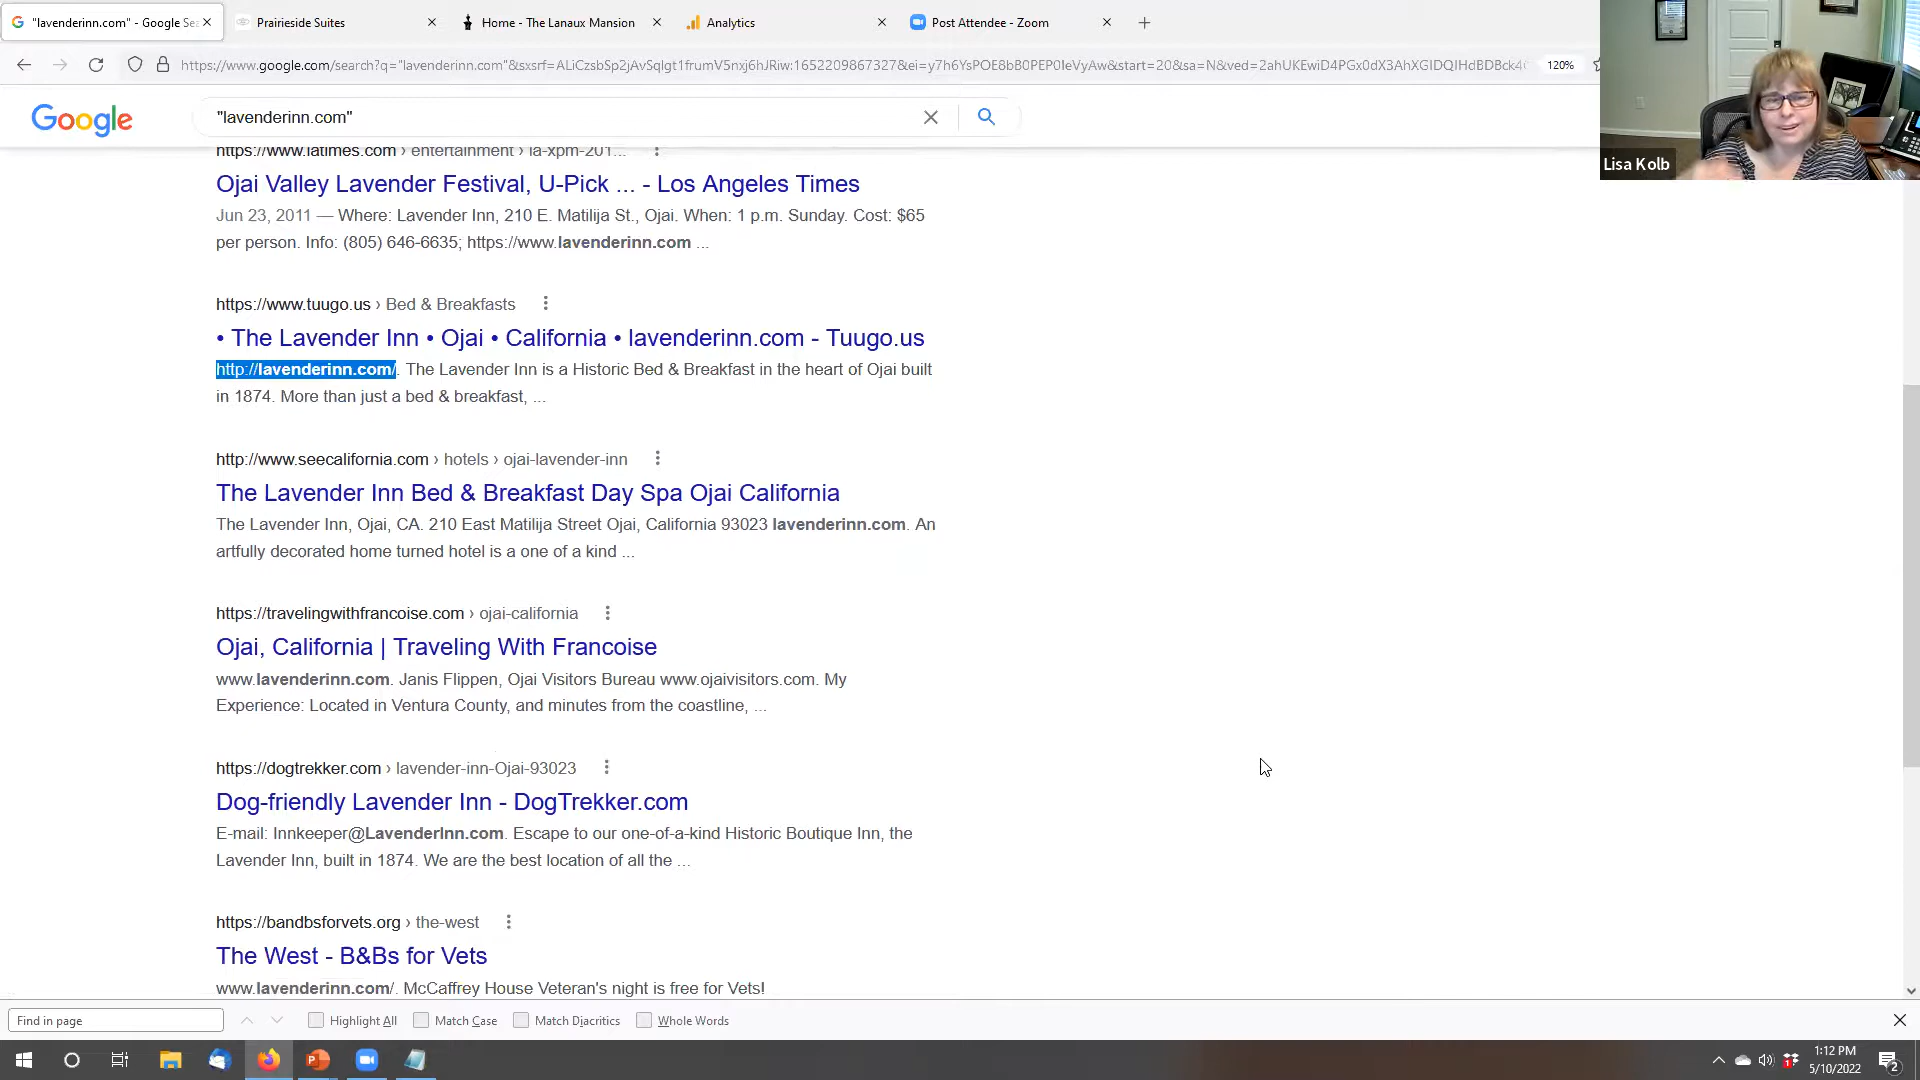 "lavenderinn.com" - Google Sea
Prairieside Suites
Home - The Lanaux Mansion
Analytics
Post Attendee - Zoom
120%
Google
"lavenderinn.com"
Lisa Kolb
https://www.latimes.com › entertainment › la-xpm-201...
Ojai Valley Lavender Festival, U-Pick ... - Los Angeles Times
Jun 23, 2011 — Where: Lavender Inn, 210 E. Matilija St., Ojai. When: 1 p.m. Sunday. Cost: $65
per person. Info: (805) 646-6635; https://www.lavenderinn.com ...
https://www.tuugo.us › Bed & Breakfasts
• The Lavender Inn • Ojai • California • lavenderinn.com - Tuugo.us
http://lavenderinn.com/. The Lavender Inn is a Historic Bed & Breakfast in the heart of Ojai built
in 1874. More than just a bed & breakfast, ...
http://www.seecalifornia.com › hotels › ojai-lavender-inn
The Lavender Inn Bed & Breakfast Day Spa Ojai California
The Lavender Inn, Ojai, CA. 210 East Matilija Street Ojai, California 93023 lavenderinn.com. An
artfully decorated home turned hotel is a one of a kind ...
https://travelingwithfrancoise.com › ojai-california
Ojai, California | Traveling With Francoise
www.lavenderinn.com. Janis Flippen, Ojai Visitors Bureau www.ojaivisitors.com. My
Experience: Located in Ventura County, and minutes from the coastline, ...
https://dogtrekker.com › lavender-inn-Ojai-93023
Dog-friendly Lavender Inn - DogTrekker.com
E-mail: Innkeeper@LavenderInn.com. Escape to our one-of-a-kind Historic Boutique Inn, the
Lavender Inn, built in 1874. We are the best location of all the ...
https://bandbsforvets.org › the-west
The West - B&Bs for Vets
www.lavenderinn.com/. McCaffrey House Veteran's night is free for Vets!
Find in page
Highlight All
Match Case
Match Diacritics
Whole Words
1:12 PM
5/10/2022
2